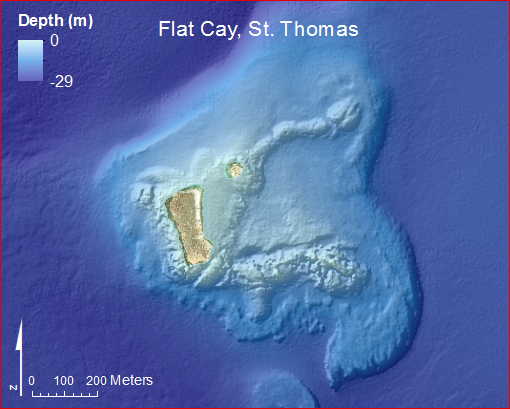 Depth (m)
Flat Cay, St. Thomas
0
-29
N
0 100 200 Meters